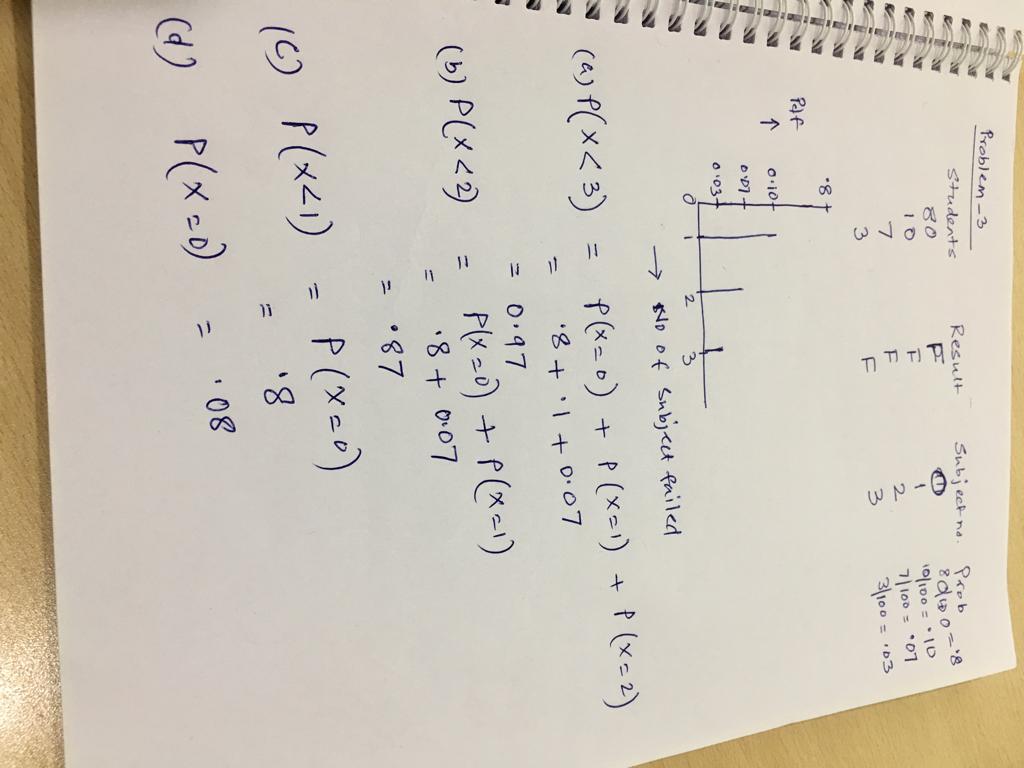 Problem-3
Students Result Subject no. Prob
80 P 0 80/100 = .8
10 F 1 10/100 = .10
7 F 2 7/100 = .07
3 F 3 3/100 = .03
Pdf ↑
.8
0.10
0.07
0.03
0 1 2 3
→ No of subject failed
(a) P(x<3) = P(x=0) + P(x=1) + P(x=2)
= .8 + .1 + 0.07
= 0.97
(b) P(x<2) = P(x=0) + P(x=1)
= .8 + 0.07
= .87
(c) P(x<1) = P(x=0)
= .8
(d) P(x=0) = .08